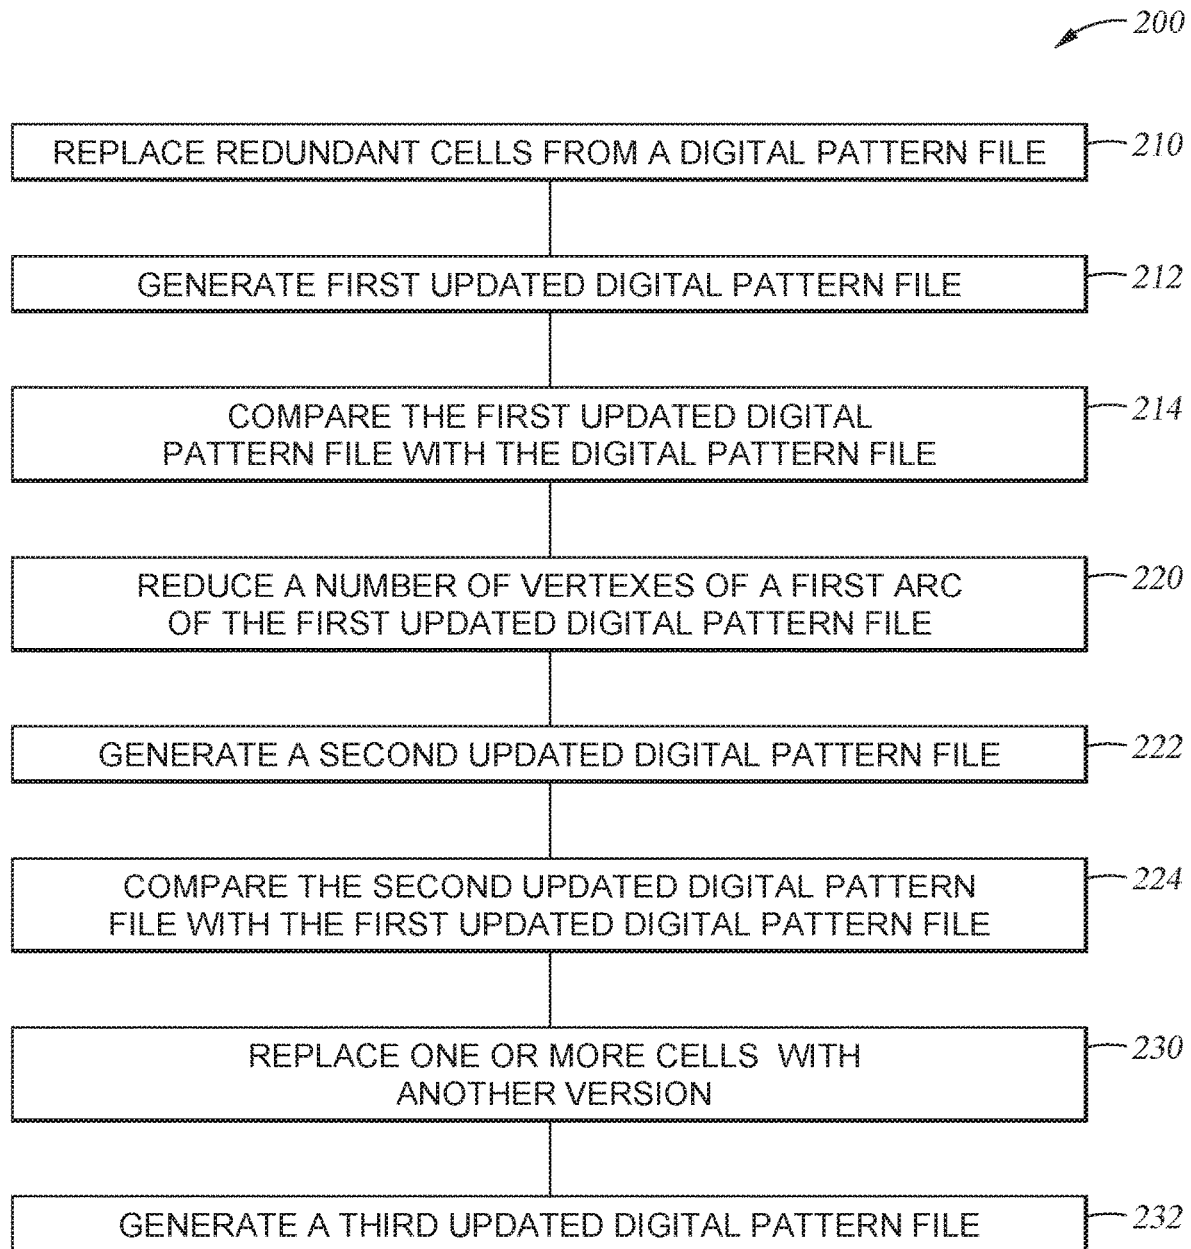 200
REPLACE REDUNDANT CELLS FROM A DIGITAL PATTERN FILE
210
GENERATE FIRST UPDATED DIGITAL PATTERN FILE
212
COMPARE THE FIRST UPDATED DIGITAL
PATTERN FILE WITH THE DIGITAL PATTERN FILE
214
REDUCE A NUMBER OF VERTEXES OF A FIRST ARC
OF THE FIRST UPDATED DIGITAL PATTERN FILE
220
GENERATE A SECOND UPDATED DIGITAL PATTERN FILE
222
COMPARE THE SECOND UPDATED DIGITAL PATTERN
FILE WITH THE FIRST UPDATED DIGITAL PATTERN FILE
224
REPLACE ONE OR MORE CELLS WITH
ANOTHER VERSION
230
GENERATE A THIRD UPDATED DIGITAL PATTERN FILE
232